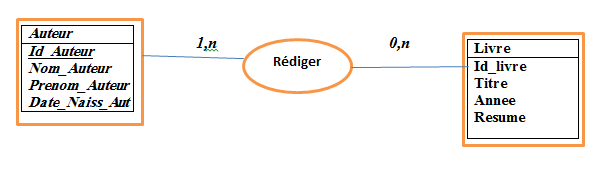 Auteur
Id_Auteur
Nom_Auteur
Prenom_Auteur
Date_Naiss_Aut
1,n
Rédiger
0,n
Livre
Id_livre
Titre
Annee
Resume